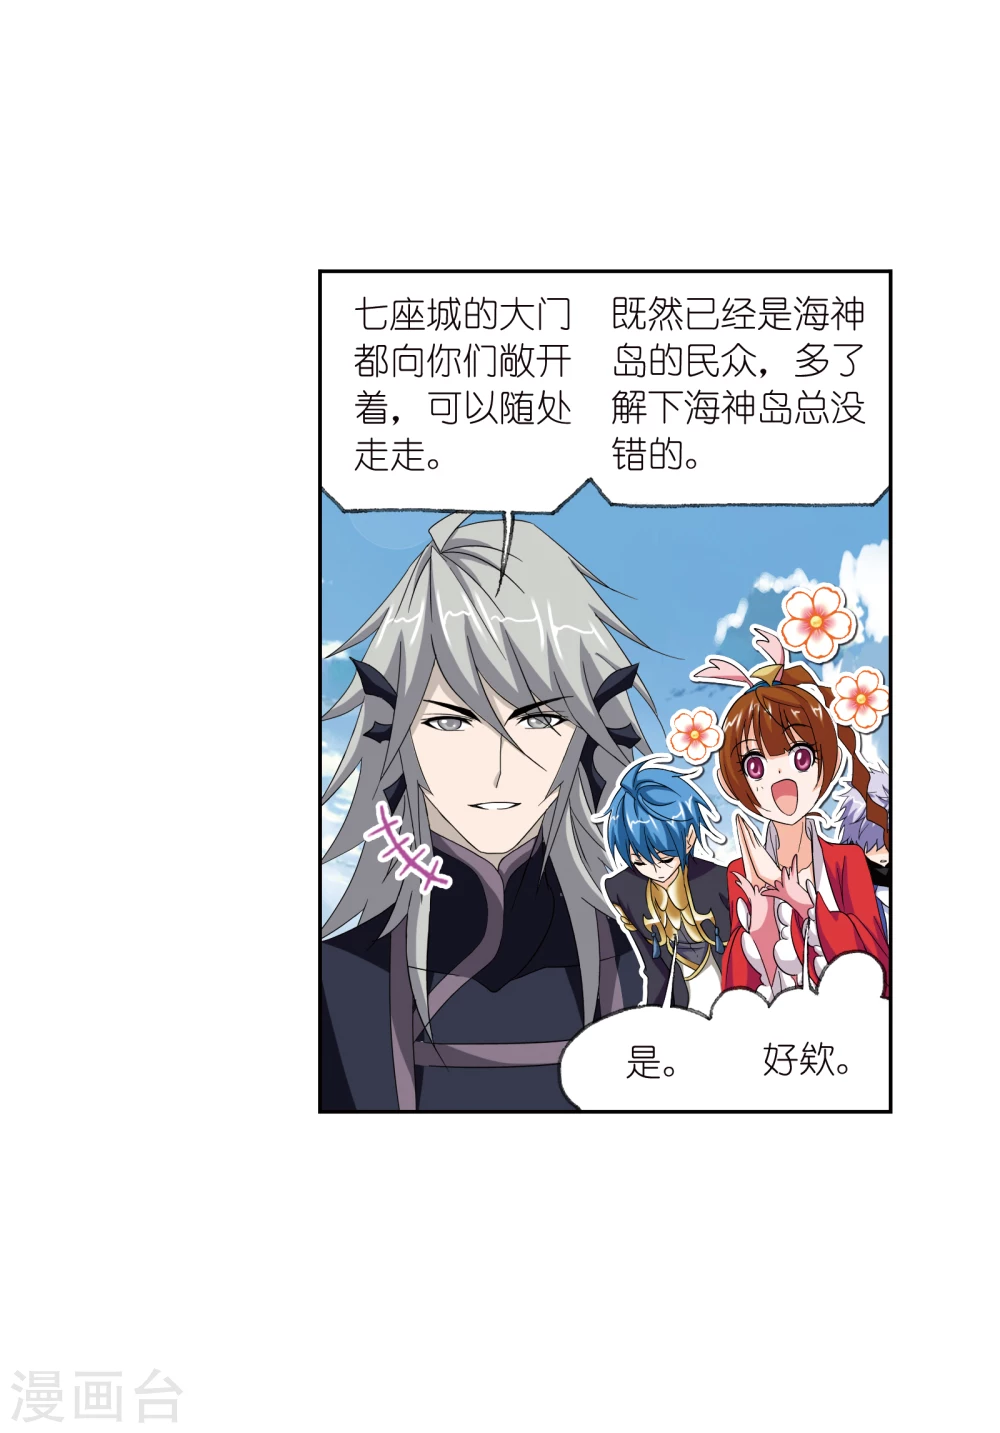 七座城的大门
都向你们敞开
着，可以随处
走走。
既然已经是海神
岛的民众，多了
解下海神岛总没
错的。
是。
好欸。
漫画台